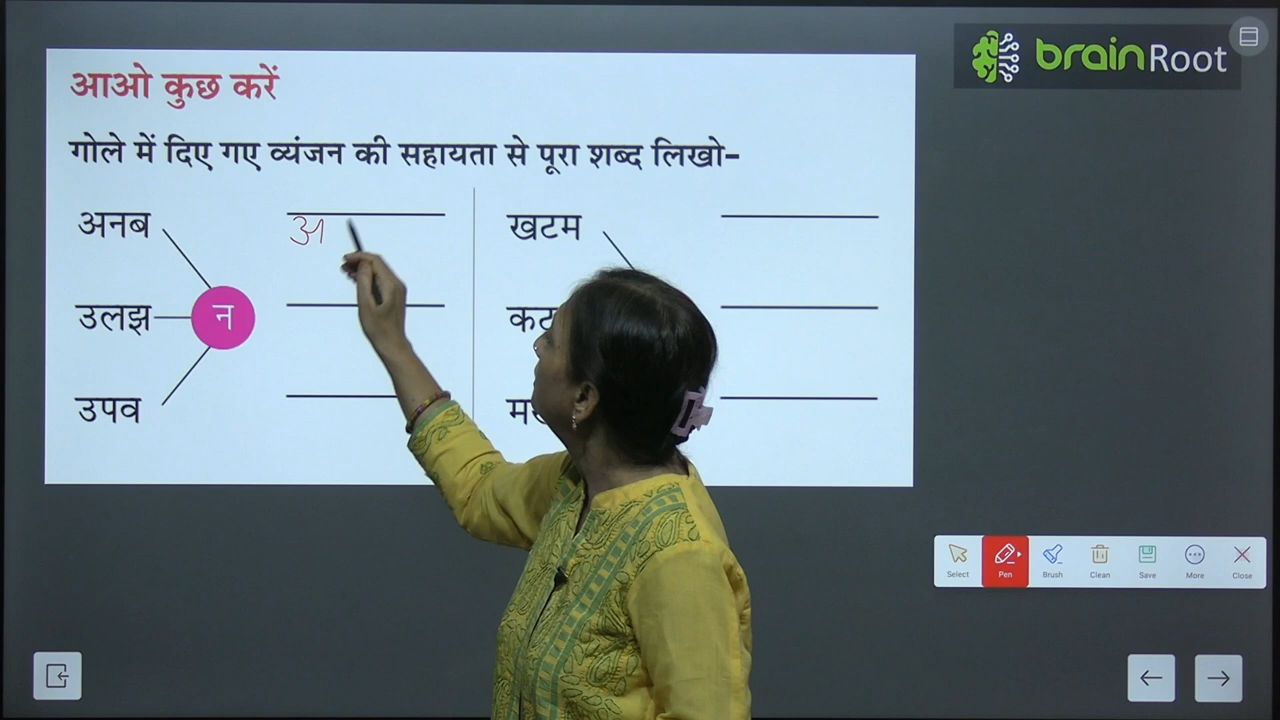 brainRoot
आओ कुछ करें
गोले में दिए गए व्यंजन की सहायता से पूरा शब्द लिखो-
अनब
अ
खटम
उलझ
न
उपव
Select
Pen
Brush
Clean
Save
More
Close